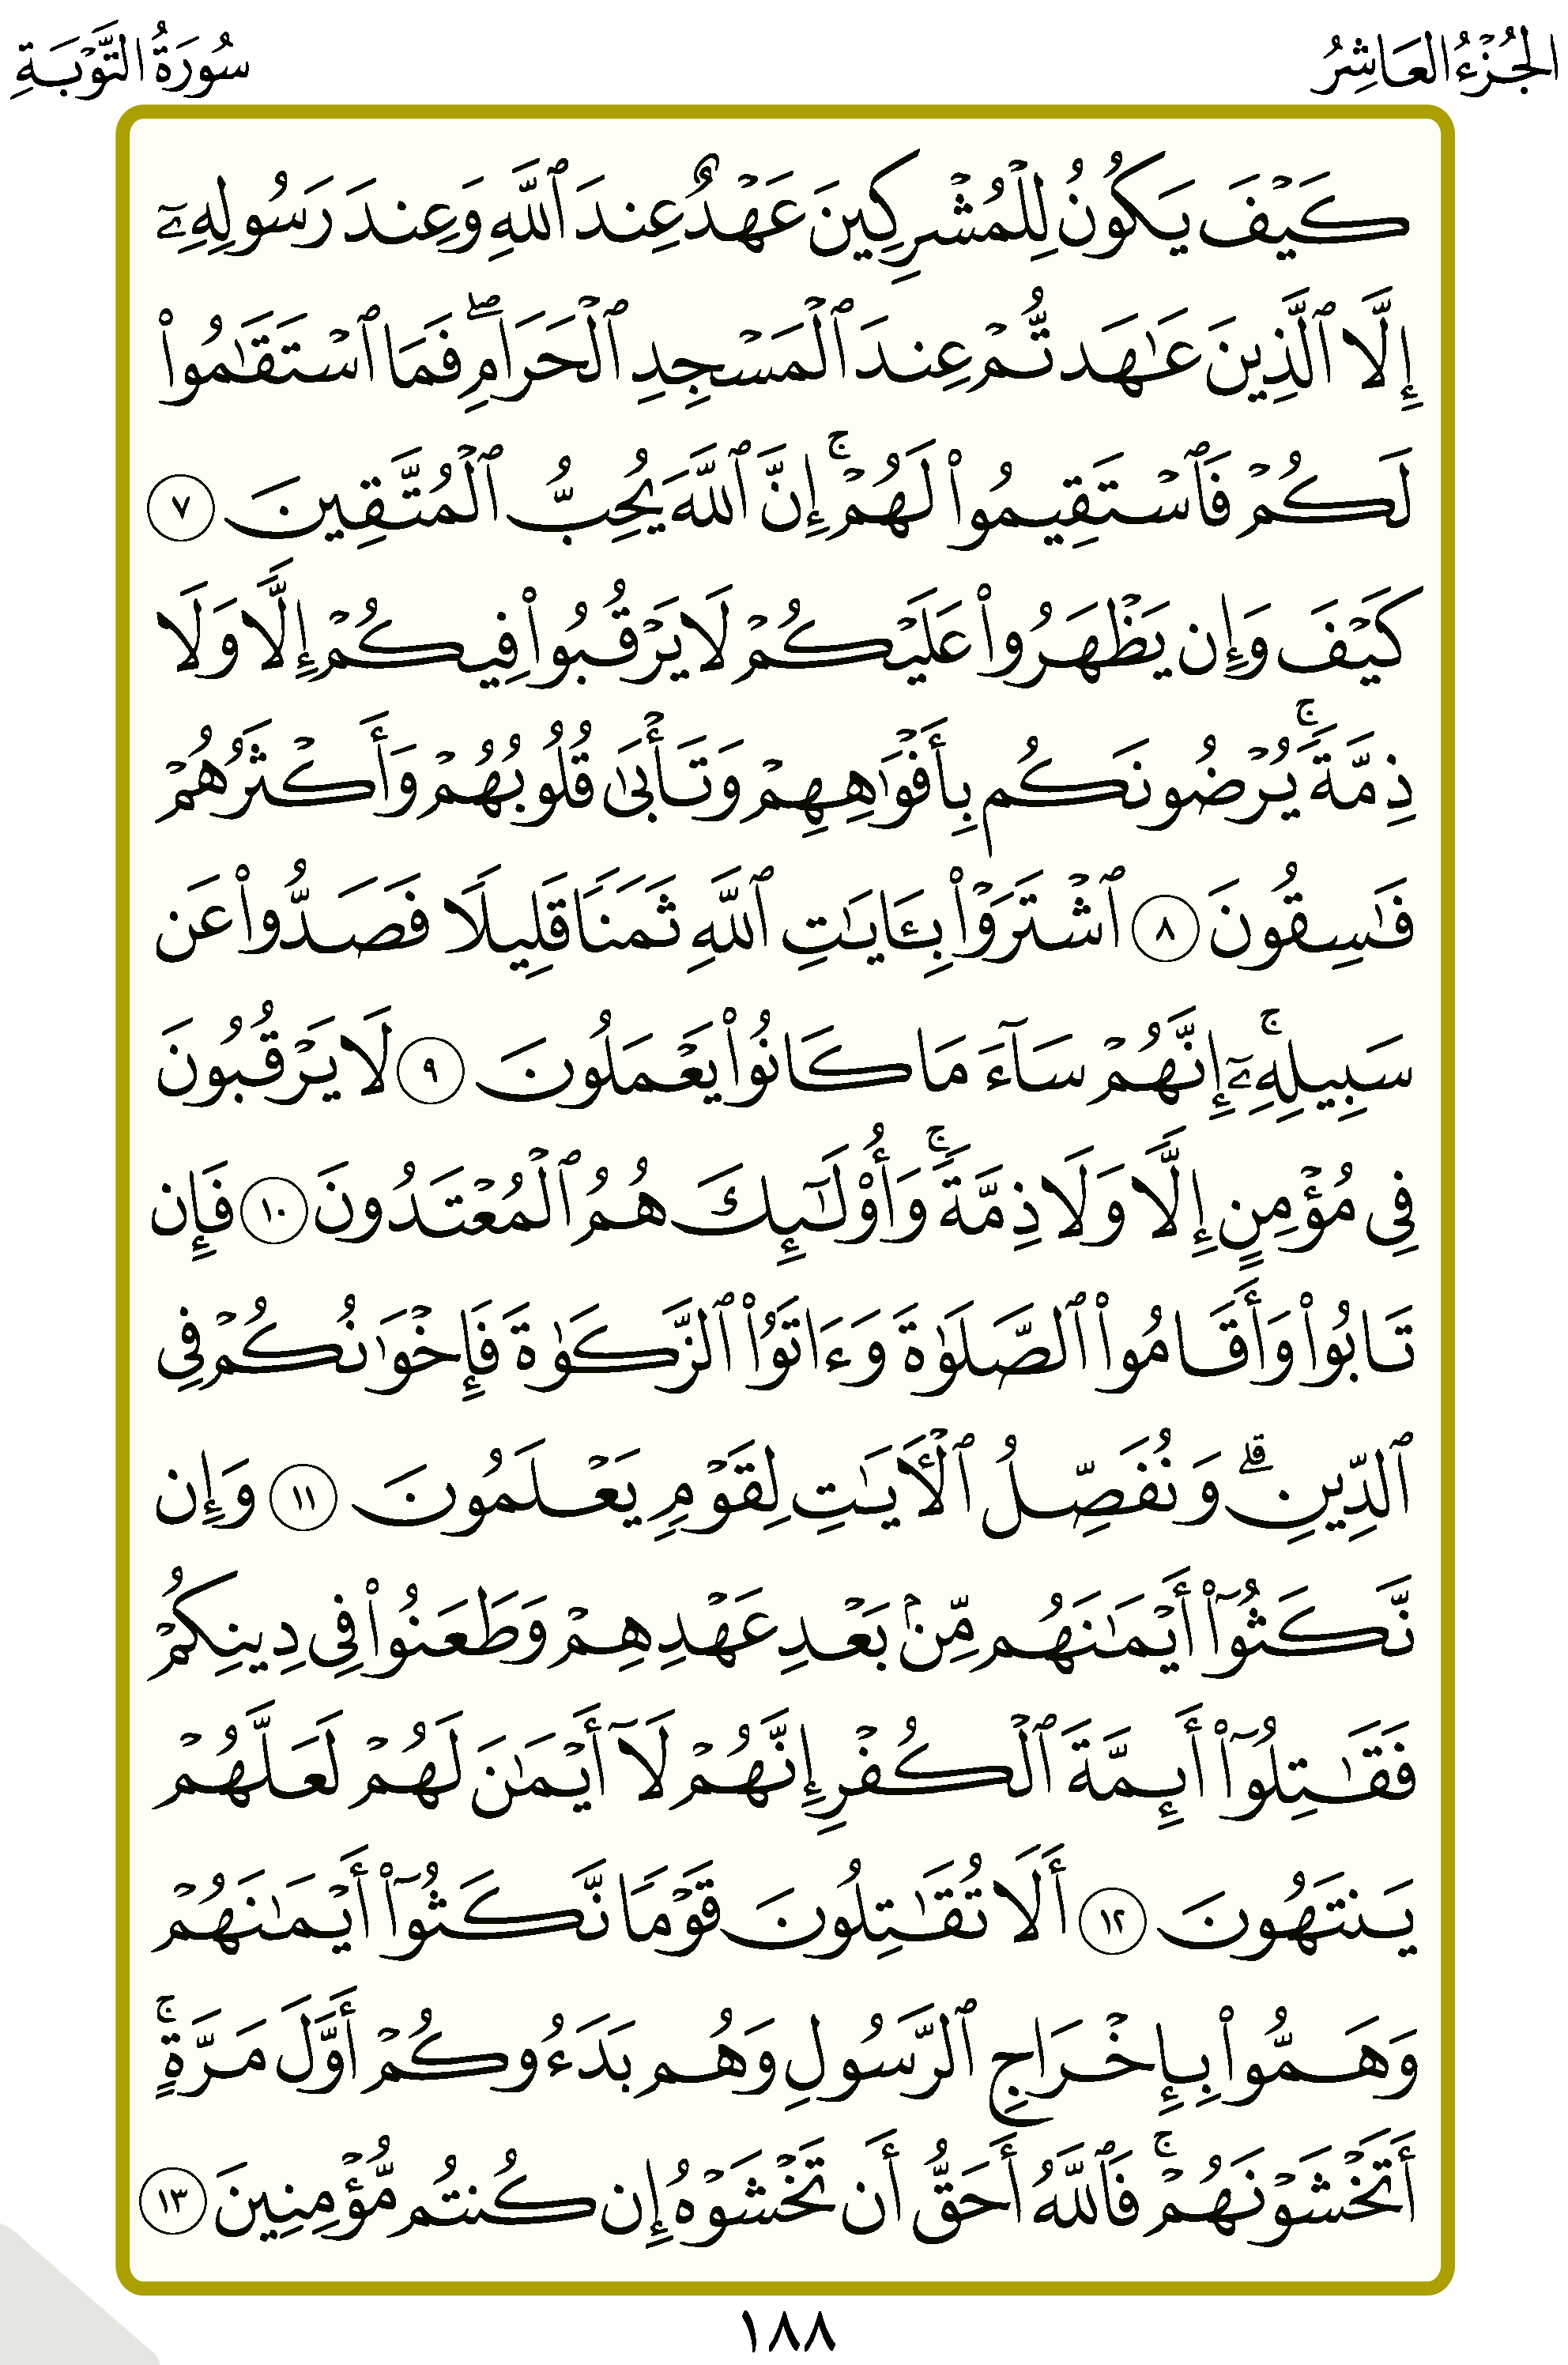 الجُزْءُ العَاشِرُ
سُورَةُ التَّوْبَةِ
كَيۡفَ يَكُونُ لِلۡمُشۡرِكِينَ عَهۡدٌ عِندَ ٱللَّهِ وَعِندَ رَسُولِهِۦٓ
إِلَّا ٱلَّذِينَ عَٰهَدتُّمۡ عِندَ ٱلۡمَسۡجِدِ ٱلۡحَرَامِۖ فَمَا ٱسۡتَقَٰمُواْ
لَكُمۡ فَٱسۡتَقِيمُواْ لَهُمۡۚ إِنَّ ٱللَّهَ يُحِبُّ ٱلۡمُتَّقِينَ ٧
كَيۡفَ وَإِن يَظۡهَرُواْ عَلَيۡكُمۡ لَا يَرۡقُبُواْ فِيكُمۡ إِلّٗا وَلَا
ذِمَّةٗۚ يُرۡضُونَكُم بِأَفۡوَٰهِهِمۡ وَتَأۡبَىٰ قُلُوبُهُمۡ وَأَكۡثَرُهُمۡ
فَٰسِقُونَ ٨ ٱشۡتَرَوۡاْ بِـَٔايَٰتِ ٱللَّهِ ثَمَنٗا قَلِيلٗا فَصَدُّواْ عَن
سَبِيلِهِۦٓۚ إِنَّهُمۡ سَآءَ مَا كَانُواْ يَعۡمَلُونَ ٩ لَا يَرۡقُبُونَ
فِي مُؤۡمِنٍ إِلّٗا وَلَا ذِمَّةٗۚ وَأُوْلَٰٓئِكَ هُمُ ٱلۡمُعۡتَدُونَ ١٠ فَإِن
تَابُواْ وَأَقَامُواْ ٱلصَّلَوٰةَ وَءَاتَوُاْ ٱلزَّكَوٰةَ فَإِخۡوَٰنُكُمۡ فِي
ٱلدِّينِۗ وَنُفَصِّلُ ٱلۡأٓيَٰتِ لِقَوۡمٖ يَعۡلَمُونَ ١١ وَإِن
نَّكَثُوٓاْ أَيۡمَٰنَهُم مِّنۢ بَعۡدِ عَهۡدِهِمۡ وَطَعَنُواْ فِي دِينِكُمۡ
فَقَٰتِلُوٓاْ أَئِمَّةَ ٱلۡكُفۡرِ إِنَّهُمۡ لَآ أَيۡمَٰنَ لَهُمۡ لَعَلَّهُمۡ
يَنتَهُونَ ١٢ أَلَا تُقَٰتِلُونَ قَوۡمٗا نَّكَثُوٓاْ أَيۡمَٰنَهُمۡ
وَهَمُّواْ بِإِخۡرَاجِ ٱلرَّسُولِ وَهُم بَدَءُوكُمۡ أَوَّلَ مَرَّةٍۚ
أَتَخۡشَوۡنَهُمۡۚ فَٱللَّهُ أَحَقُّ أَن تَخۡشَوۡهُ إِن كُنتُم مُّؤۡمِنِينَ ١٣
١٨٨